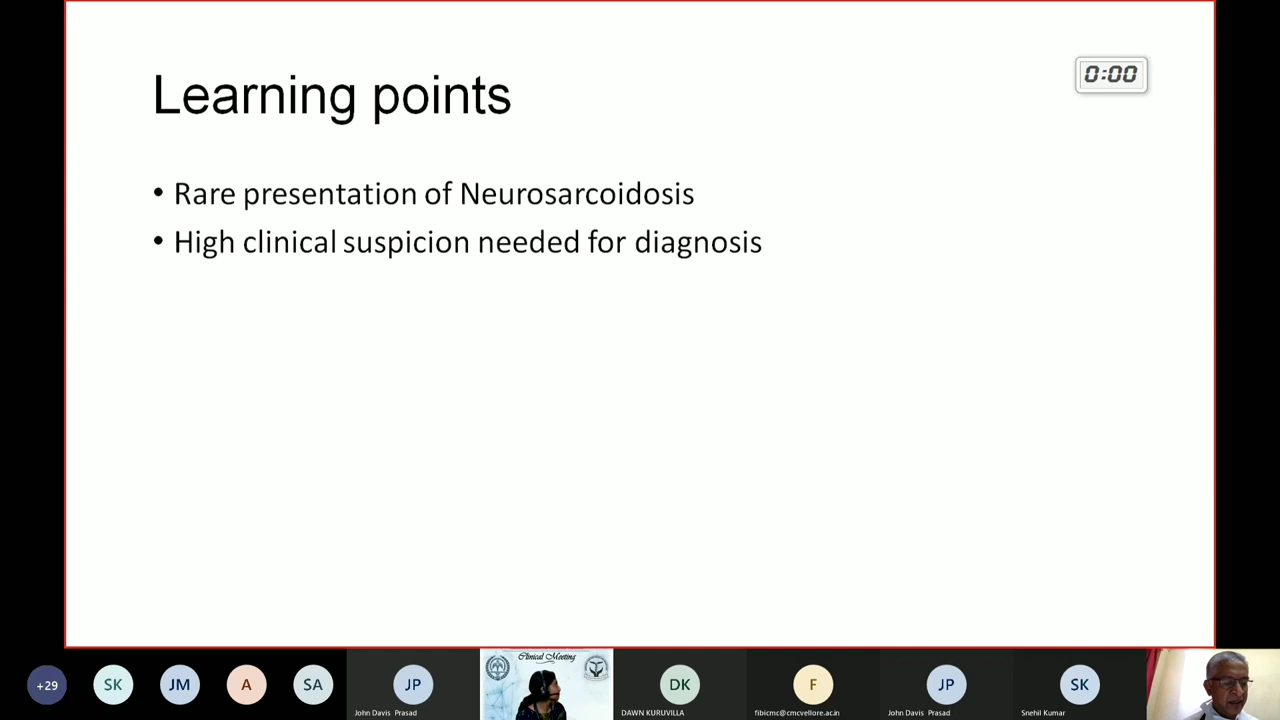 Learning points
0:00
• Rare presentation of Neurosarcoidosis
• High clinical suspicion needed for diagnosis
Clinical Meeting
+29
SK
JM
A
SA
JP
DK
F
JP
SK
John Davis Prasad
DAWN KURUVILLA
fibicmc@cmcvellore.ac.in
John Davis Prasad
Snehil Kumar